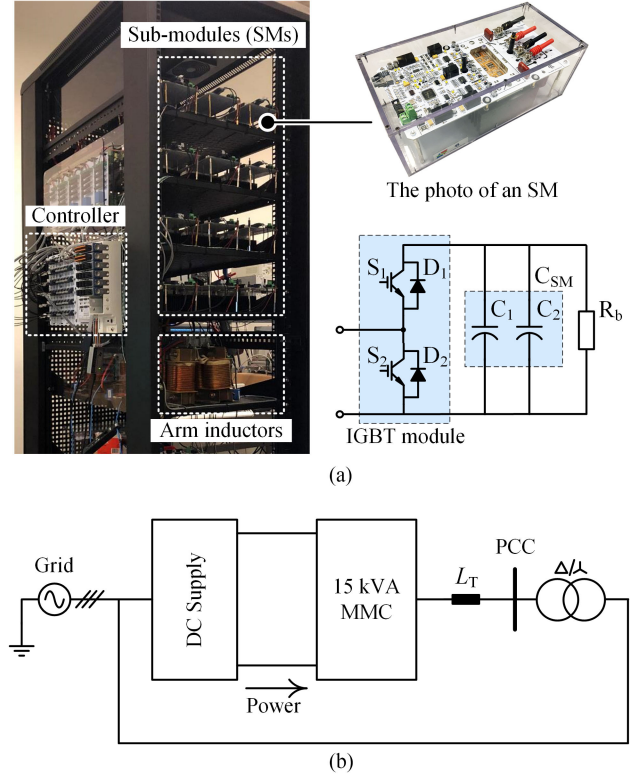 Sub-modules (SMs)
The photo of an SM
Controller
Arm inductors
S1
D1
S2
D2
CSM
C1
C2
Rb
IGBT module
(a)
Grid
DC Supply
15 kVA
MMC
LT
PCC
Δ/Y
Power
(b)